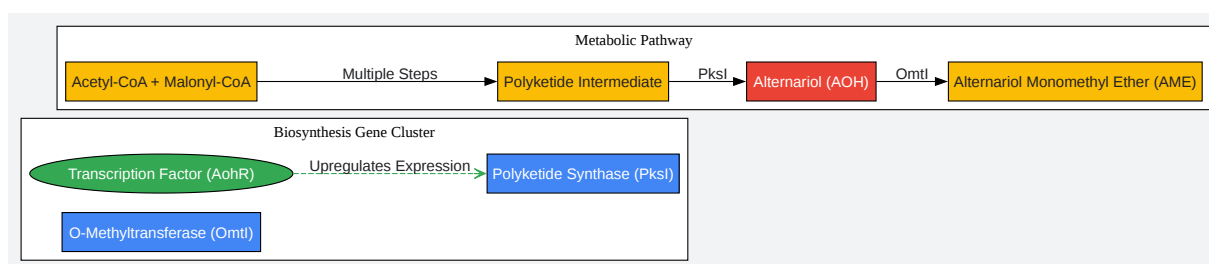 Metabolic Pathway
Acetyl-CoA + Malonyl-CoA
Multiple Steps
Polyketide Intermediate
PksI
Alternariol (AOH)
OmtI
Alternariol Monomethyl Ether (AME)
Biosynthesis Gene Cluster
Transcription Factor (AohR)
Upregulates Expression
Polyketide Synthase (PksI)
O-Methyltransferase (OmtI)